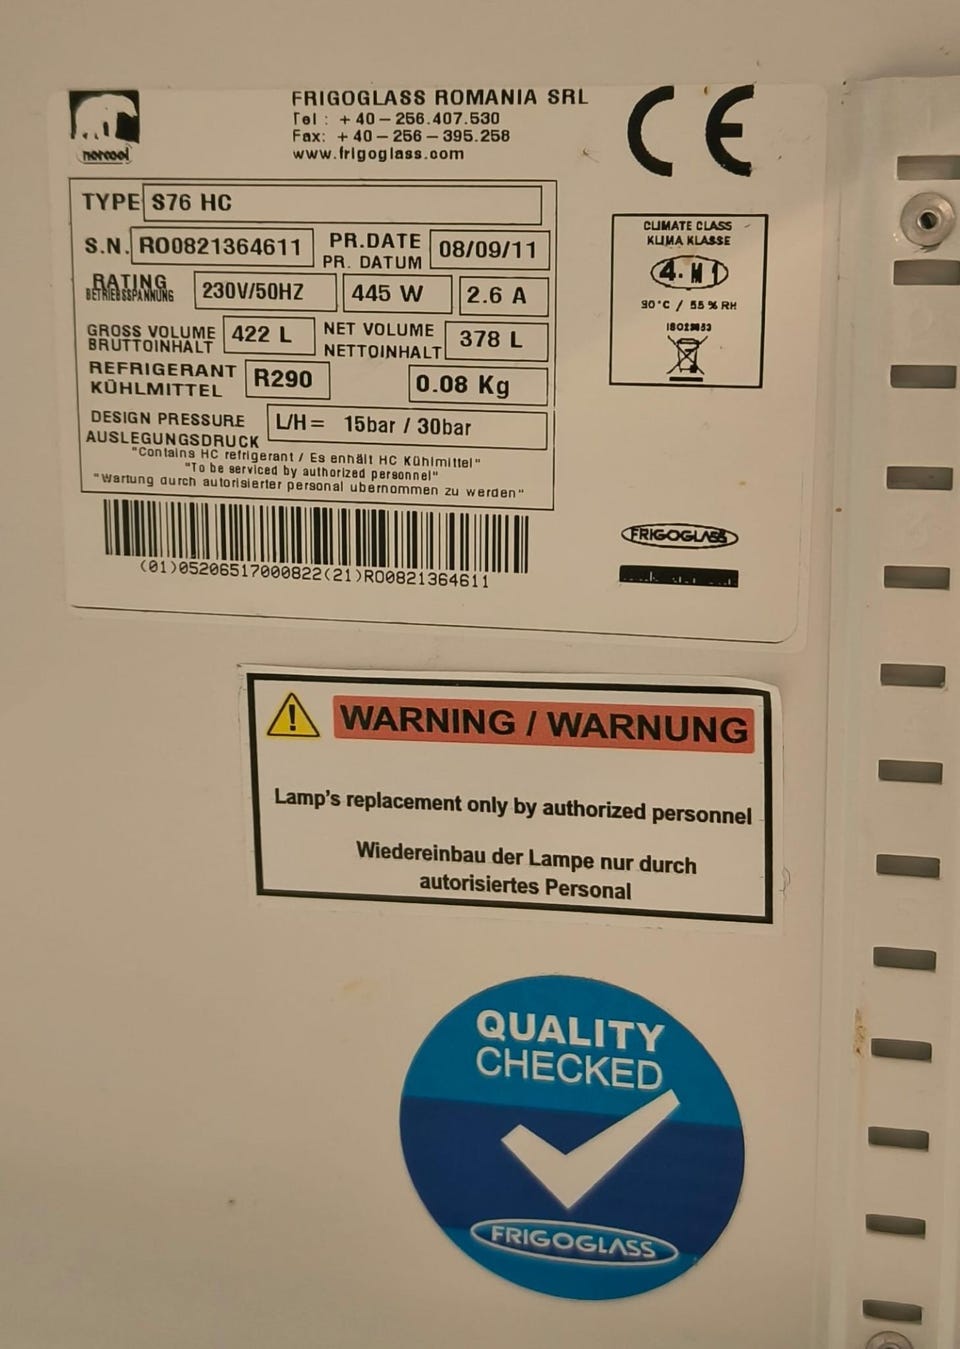 norcool
FRIGOGLASS ROMANIA SRL
Tel : +40-256.407.530
Fax: +40-256-395.258
www.frigoglass.com
CE
TYPE S76 HC
S.N. RO0821364611 PR.DATE 08/09/11
PR. DATUM
RATING 230V/50HZ 445 W 2.6 A
BETRIEBSSPANNUNG
GROSS VOLUME 422 L NET VOLUME 378 L
BRUTTOINHALT NETTOINHALT
REFRIGERANT R290 0.08 Kg
KÜHLMITTEL
DESIGN PRESSURE L/H= 15bar / 30bar
AUSLEGUNGSDRUCK
"Contains HC refrigerant / Es enhält HC Kühlmittel"
"To be serviced by authorized personnel"
"Wartung durch autorisierter personal ubernommen zu werden"
(01)05206517000822(21)RO0821364611
CLIMATE CLASS
KLIMA KLASSE
4. M1
30°C / 55 % RH
FRIGOGLASS
WARNING / WARNUNG
Lamp's replacement only by authorized personnel
Wiedereinbau der Lampe nur durch
autorisiertes Personal
QUALITY
CHECKED
FRIGOGLASS